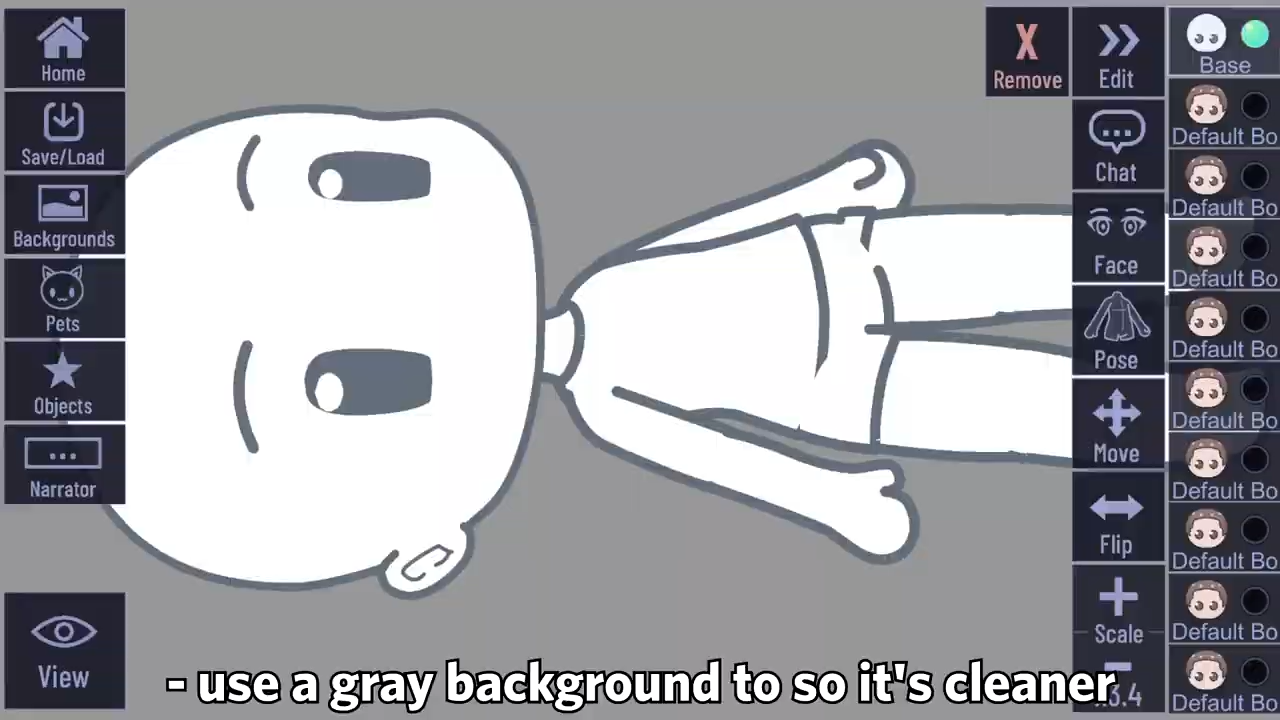 Home
Save/Load
Backgrounds
Pets
Objects
Narrator
View
X
Remove
Edit
Chat
Face
Pose
Move
Flip
Scale
x3.4
Base
Default Bo
Default Bo
Default Bo
Default Bo
Default Bo
Default Bo
Default Bo
Default Bo
Default Bo
- use a gray background to so it's cleaner